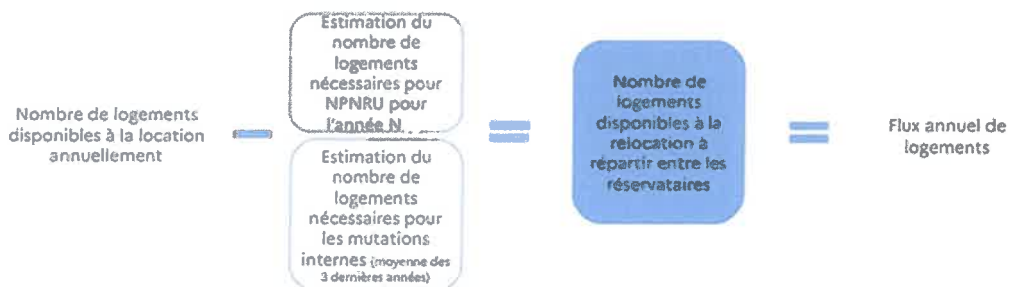 Nombre de logements
disponibles à la location
annuellement
Estimation du
nombre de
logements
nécessaires pour
NPNRU pour
l'année N
Estimation du
nombre de
logements
nécessaires pour
les mutations
internes (moyenne des
3 dernières années)
Nombre de
logements
disponibles à la
relocation à
répartir entre les
réservataires
Flux annuel de
logements